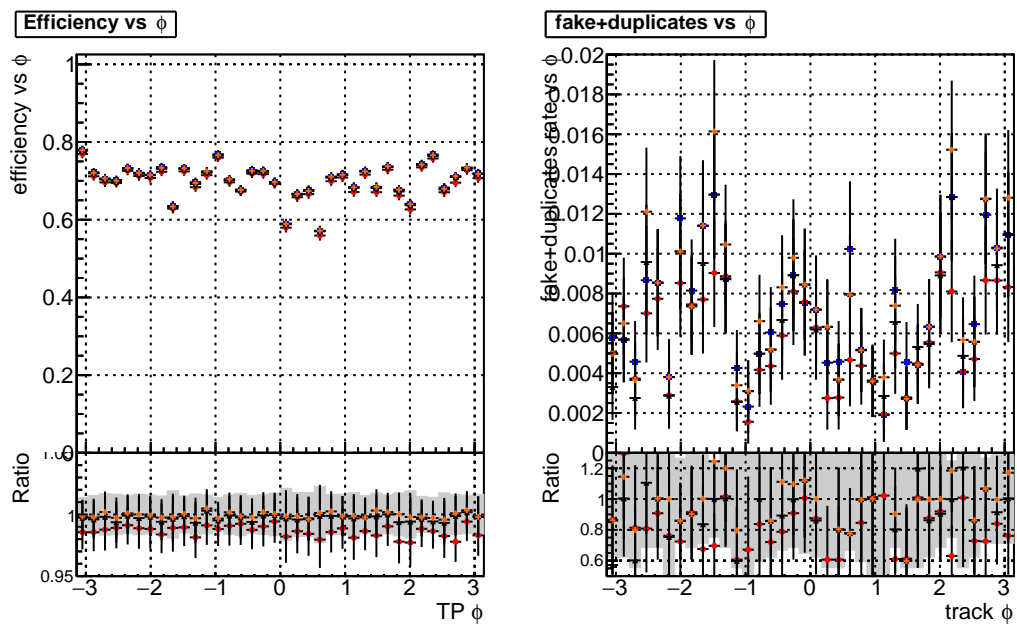 Efficiency vs ϕ
efficiency vs ϕ
1
0.8
0.6
0.4
0.2
0
Ratio
1.05
1
0.95
−3 −2 −1 0 1 2 3
TP ϕ
fake+duplicates vs ϕ
fake+duplicates rate vs ϕ
0.02
0.018
0.016
0.014
0.012
0.01
0.008
0.006
0.004
0.002
0
Ratio
1.2
1
0.8
0.6
−3 −2 −1 0 1 2 3
track ϕ